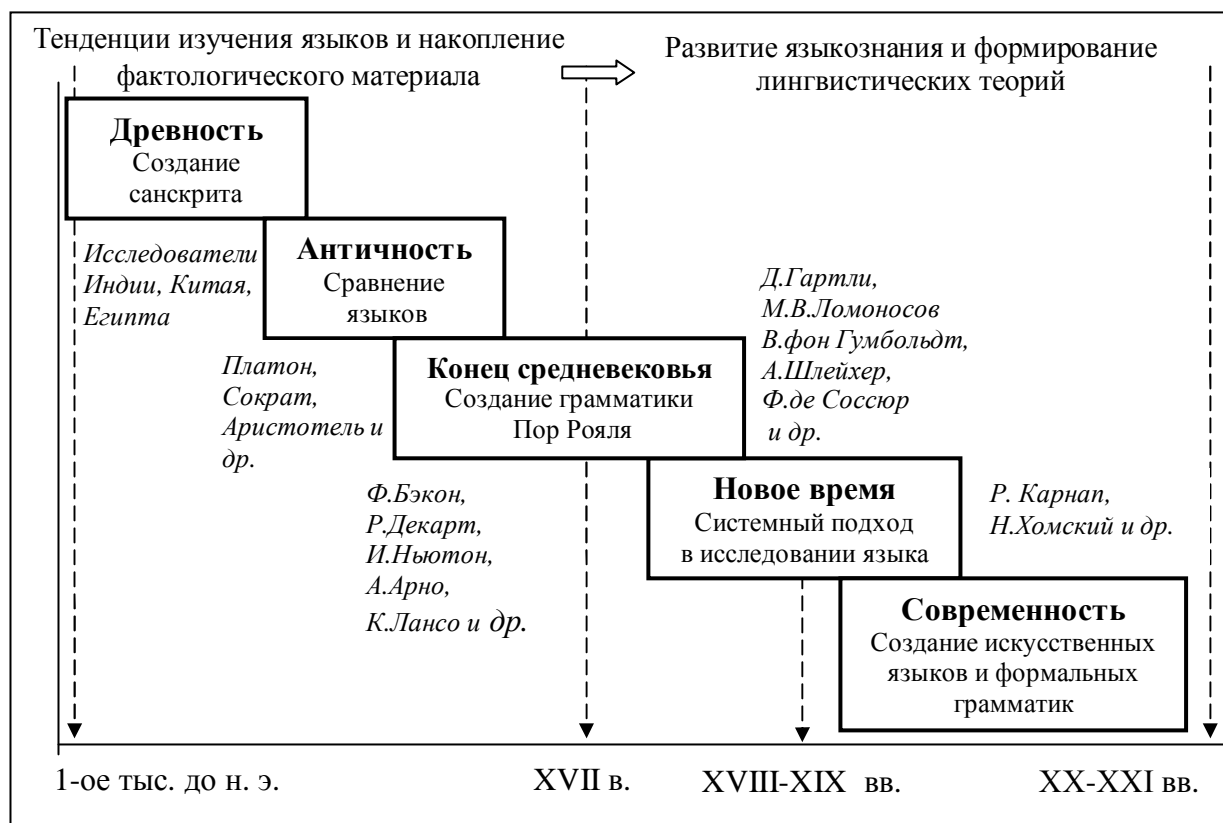 Тенденции изучения языков и накопление
фактологического материала
Развитие языкознания и формирование
лингвистических теорий
Древность
Создание
санскрита
Исследователи
Индии, Китая,
Египта
Античность
Сравнение
языков
Платон,
Сократ,
Аристотель и
др.
Конец средневековья
Создание грамматики
Пор Рояля
Ф.Бэкон,
Р.Декарт,
И.Ньютон,
А.Арно,
К.Лансо и др.
Д.Гартли,
М.В.Ломоносов
В.фон Гумбольдт,
А.Шлейхер,
Ф.де Соссюр
и др.
Новое время
Системный подход
в исследовании языка
Р. Карнап,
Н.Хомский и др.
Современность
Создание искусственных
языков и формальных
грамматик
1-ое тыс. до н. э.
XVII в.
XVIII-XIX вв.
XX-XXI вв.